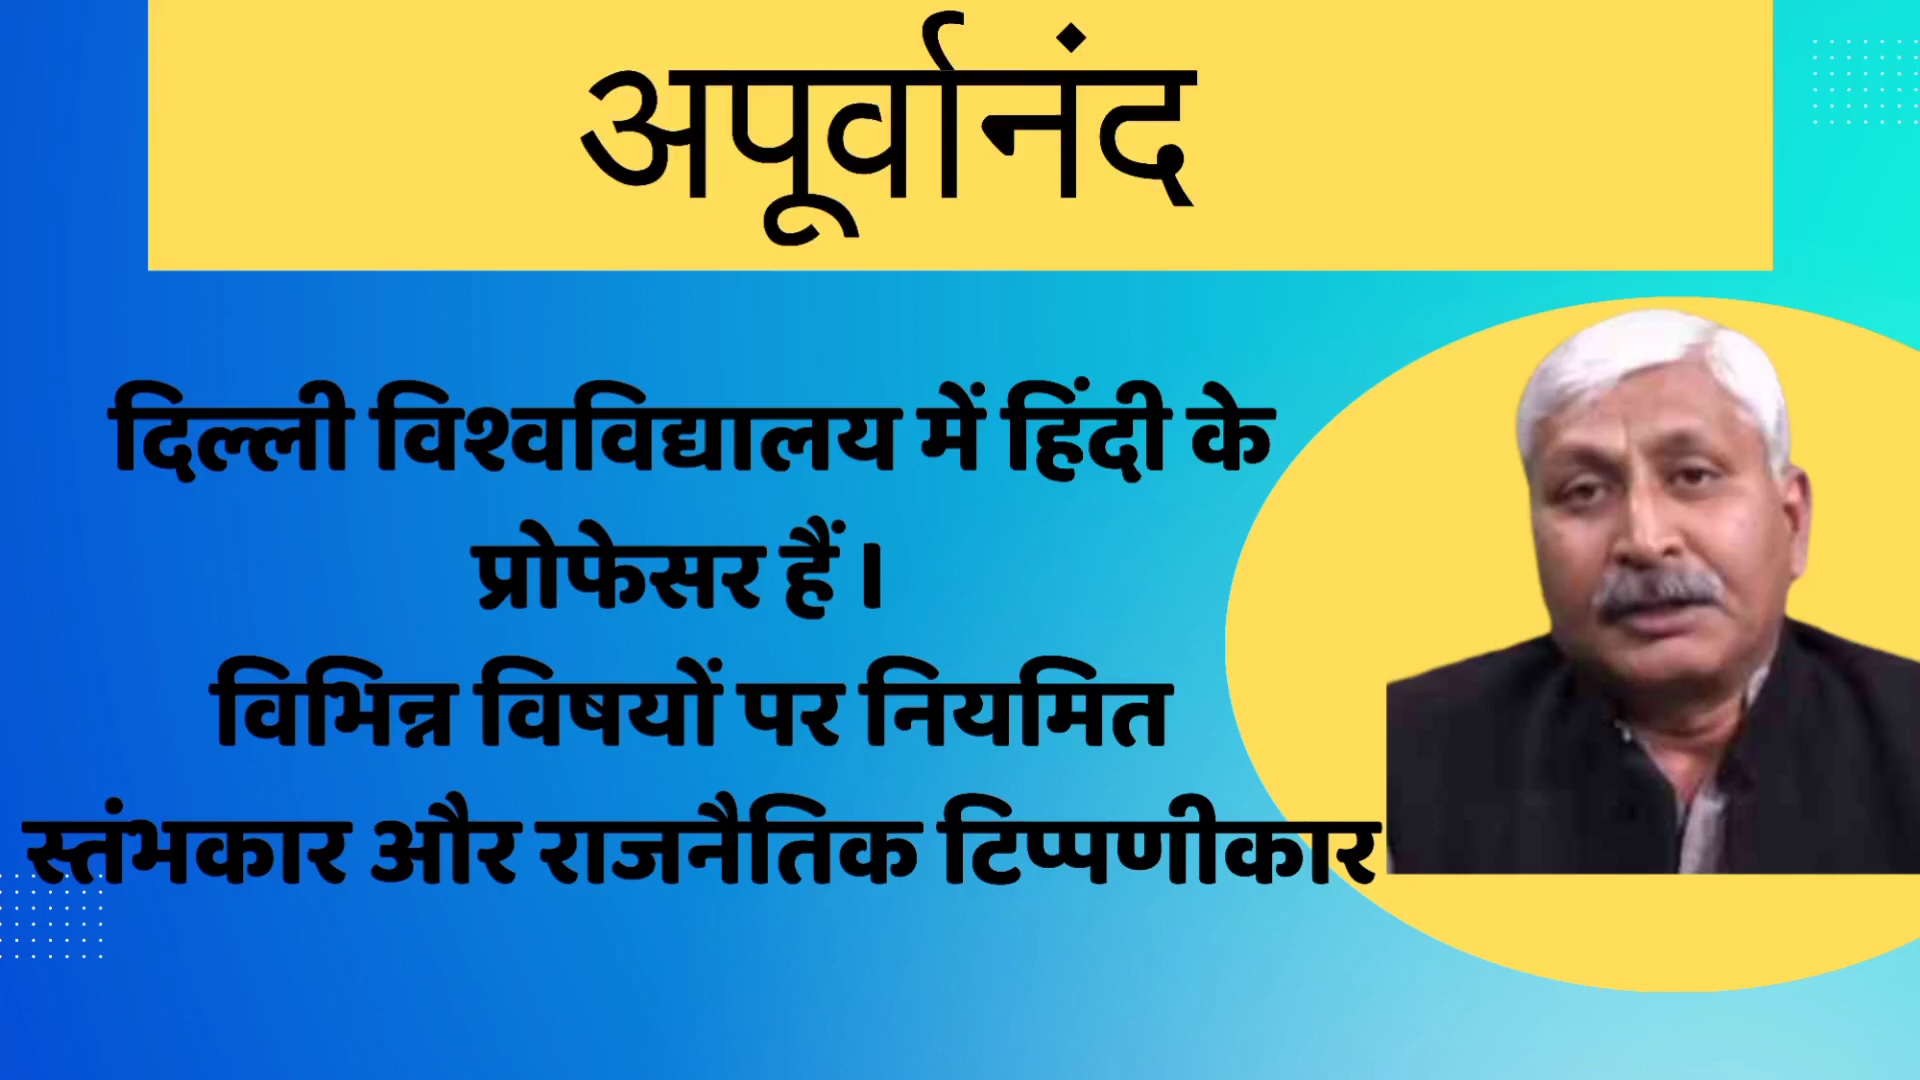 अपूर्वानंद
दिल्ली विश्वविद्यालय में हिंदी के
प्रोफेसर हैं ।
विभिन्न विषयों पर नियमित
स्तंभकार और राजनैतिक टिप्पणीकार